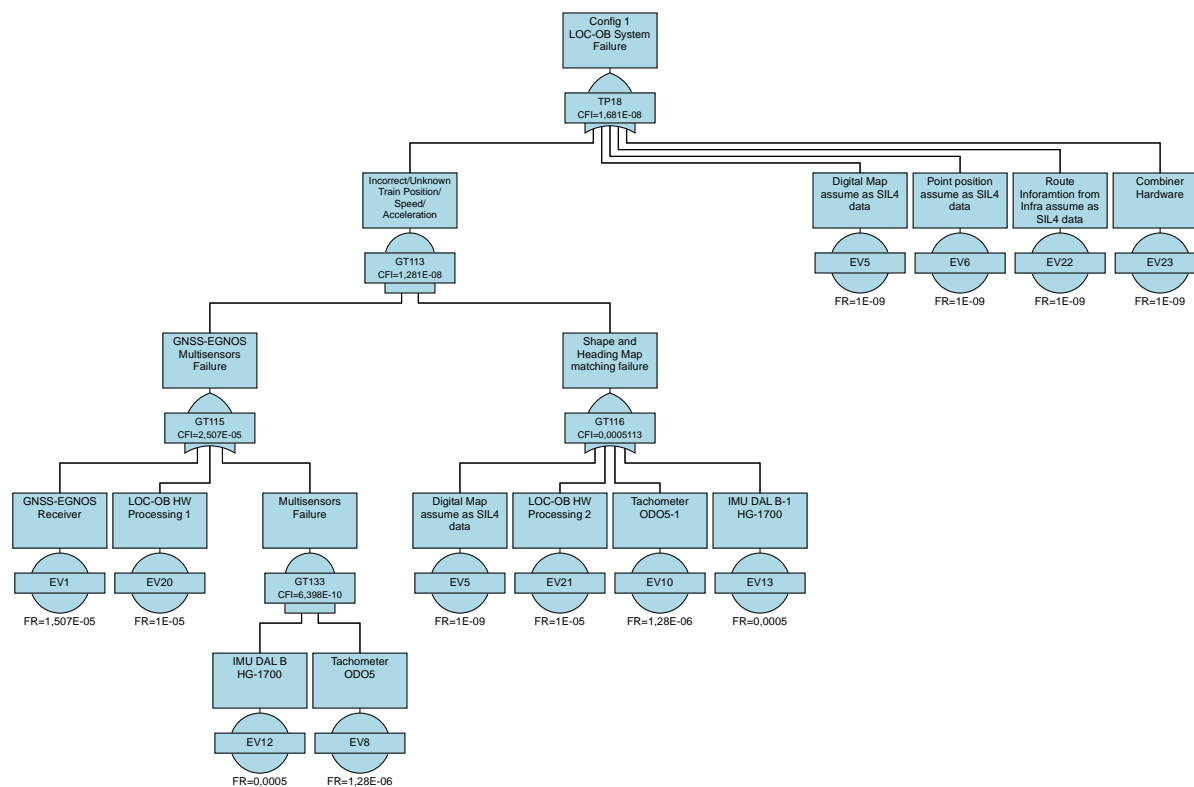 Config 1
LOC-OB System
Failure
TP18
CFI=1,681E-08
Incorrect/Unknown
Train Position/
Speed/
Acceleration
GT113
CFI=1,281E-08
Digital Map
assume as SIL4
data
EV5
FR=1E-09
Point position
assume as SIL4
data
EV6
FR=1E-09
Route
Inforamtion from
Infra assume as
SIL4 data
EV22
FR=1E-09
Combiner
Hardware
EV23
FR=1E-09
GNSS-EGNOS
Multisensors
Failure
GT115
CFI=2,507E-05
Shape and
Heading Map
matching failure
GT116
CFI=0,0005113
GNSS-EGNOS
Receiver
EV1
FR=1,507E-05
LOC-OB HW
Processing 1
EV20
FR=1E-05
Multisensors
Failure
GT133
CFI=6,398E-10
Digital Map
assume as SIL4
data
EV5
FR=1E-09
LOC-OB HW
Processing 2
EV21
FR=1E-05
Tachometer
ODO5-1
EV10
FR=1,28E-06
IMU DAL B-1
HG-1700
EV13
FR=0,0005
IMU DAL B
HG-1700
EV12
FR=0,0005
Tachometer
ODO5
EV8
FR=1,28E-06